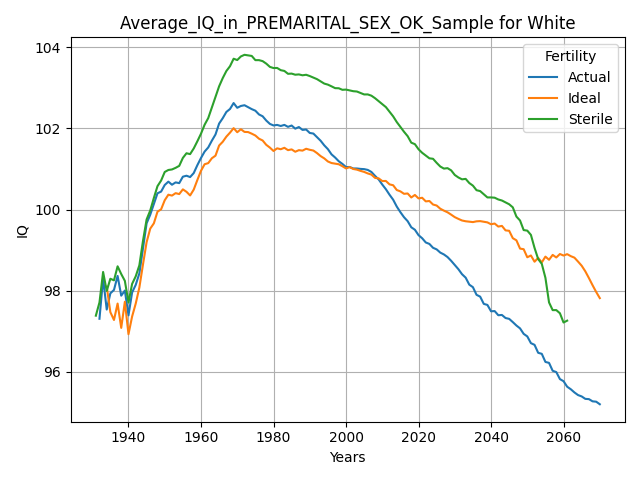 Average_IQ_in_PREMARITAL_SEX_OK_Sample for White
Fertility
Actual
Ideal
Sterile
104
102
100
98
96
IQ
1940
1960
1980
2000
2020
2040
2060
Years